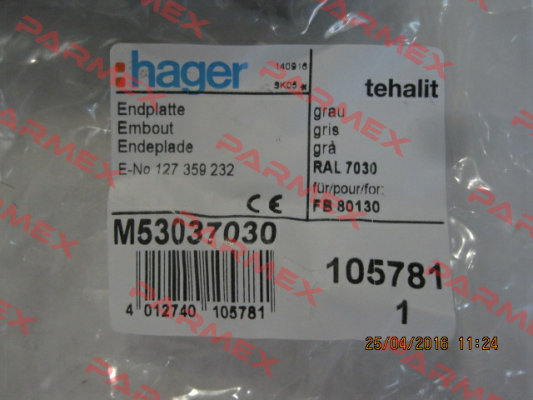 :hager
140916
SK05
tehalit
Endplatte
Embout
Endeplade
E-No 127 359 232
grau
gris
grå
RAL 7030
für/pour/for:
FB 80130
CE
M53037030
4 012740 105781
105781
1
25/04/2016 11:24
PARMEX